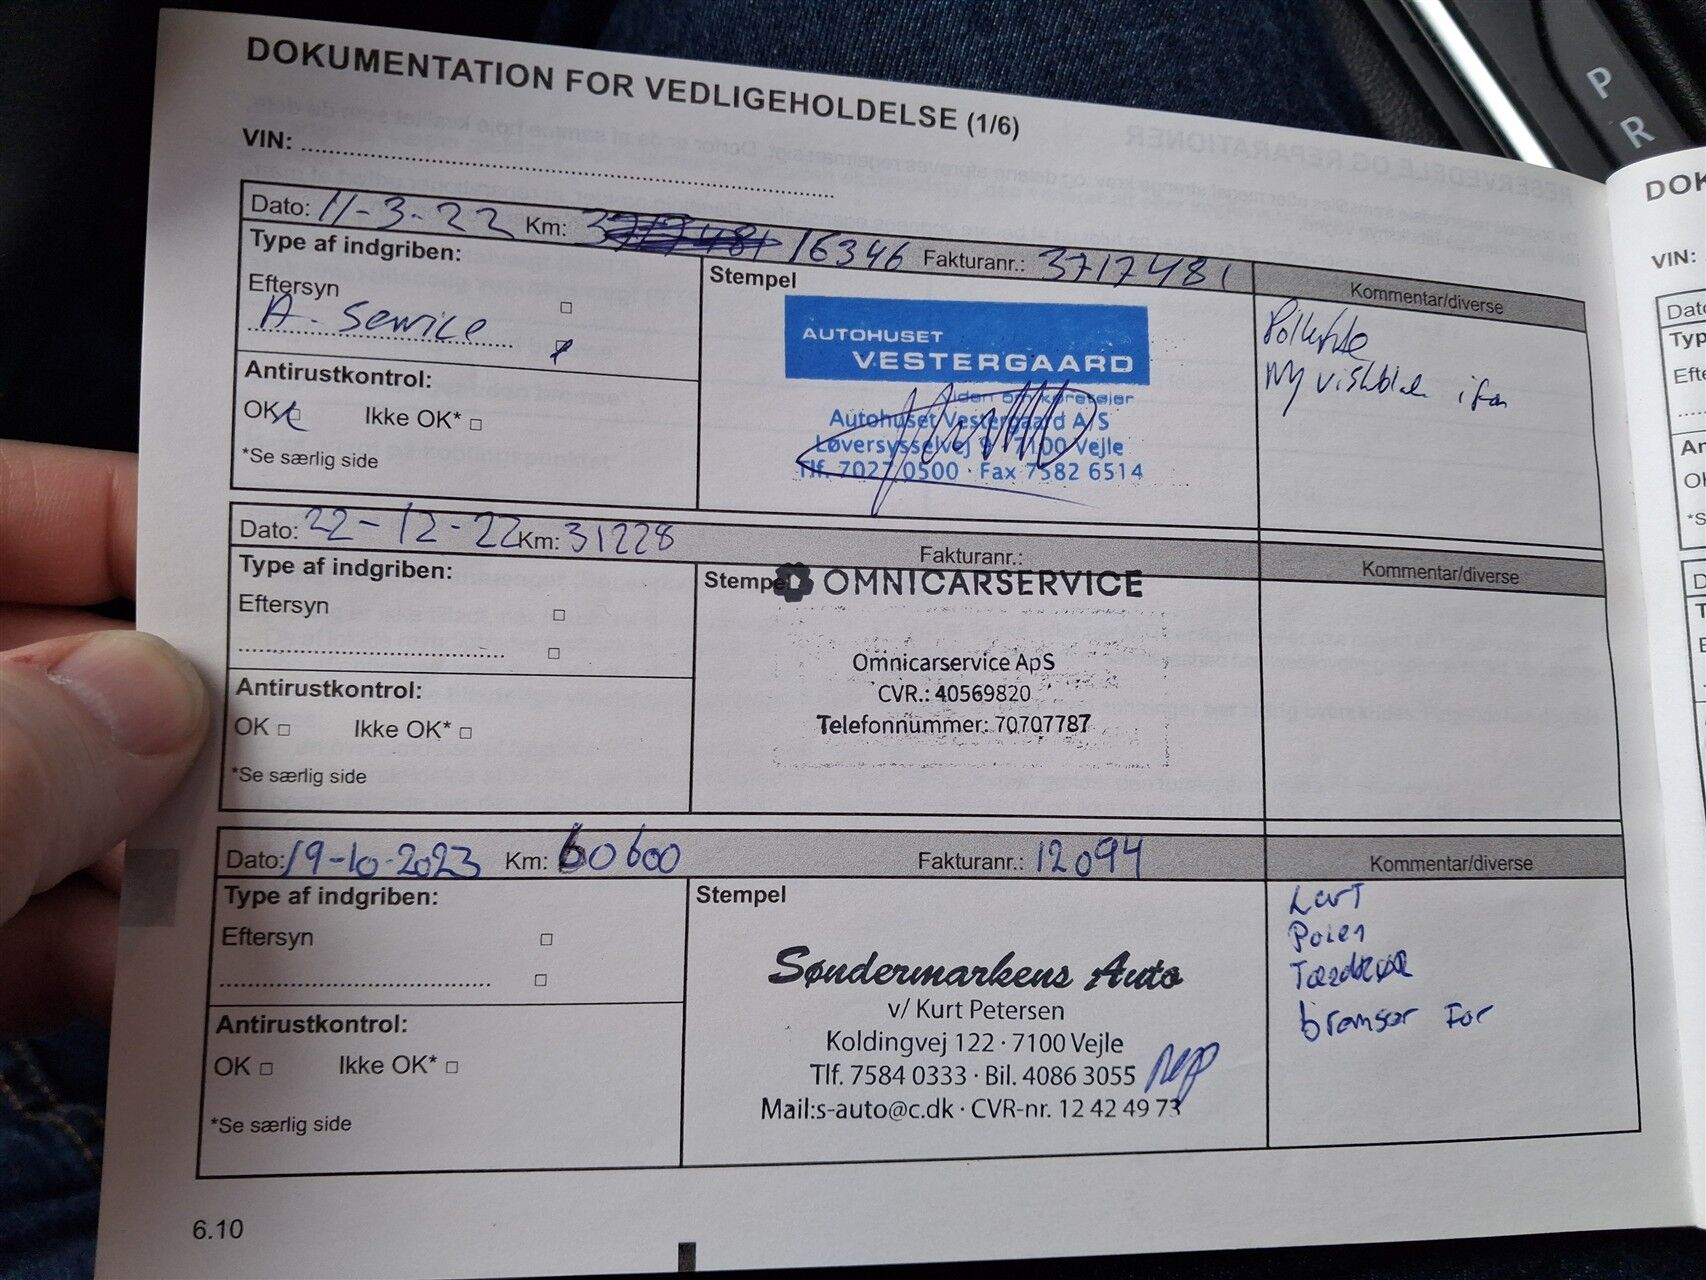 DOKUMENTATION FOR VEDLIGEHOLDELSE (1/6)
VIN:
Dato: 11-3-22 Km: 16346 Fakturanr.: 3717481
Type af indgriben:
Eftersyn
A-Service
Antirustkontrol:
OK Ikke OK*
*Se særlig side
Stempel
AUTOHUSET
VESTERGAARD
Autohuset Vestergaard A/S
Løversysselvej 9 · 7100 Vejle
Tlf. 7027 0500 · Fax 7582 6514
Kommentar/diverse
Ny
Dato: 22-12-22 Km: 31228
Fakturanr.:
Type af indgriben:
Eftersyn
Antirustkontrol:
OK Ikke OK*
*Se særlig side
Stempel
OMNICARSERVICE
Omnicarservice ApS
CVR.: 40569820
Telefonnummer: 70707787
Kommentar/diverse
Dato: 19-10-2023 Km: 60600 Fakturanr.: 12094
Type af indgriben:
Eftersyn
Antirustkontrol:
OK Ikke OK*
*Se særlig side
Stempel
Søndermarkens Auto
v/ Kurt Petersen
Koldingvej 122 · 7100 Vejle
Tlf. 7584 0333 · Bil. 4086 3055
Mail:s-auto@c.dk · CVR-nr. 12 42 49 73
Kommentar/diverse
bremser For
6.10
P
R
DOK
VIN: